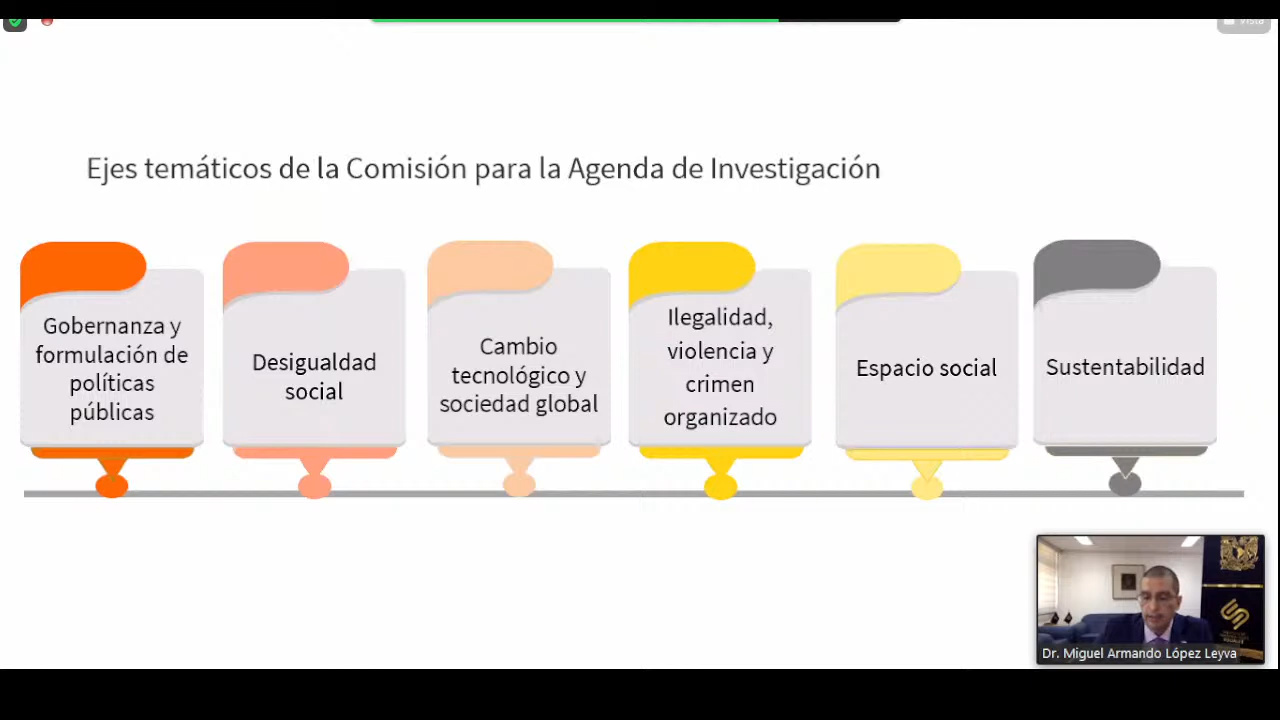 Vista
Ejes temáticos de la Comisión para la Agenda de Investigación
Gobernanza y
formulación de
políticas
públicas
Desigualdad
social
Cambio
tecnológico y
sociedad global
Ilegalidad,
violencia y
crimen
organizado
Espacio social
Sustentabilidad
Dr. Miguel Armando López Leyva